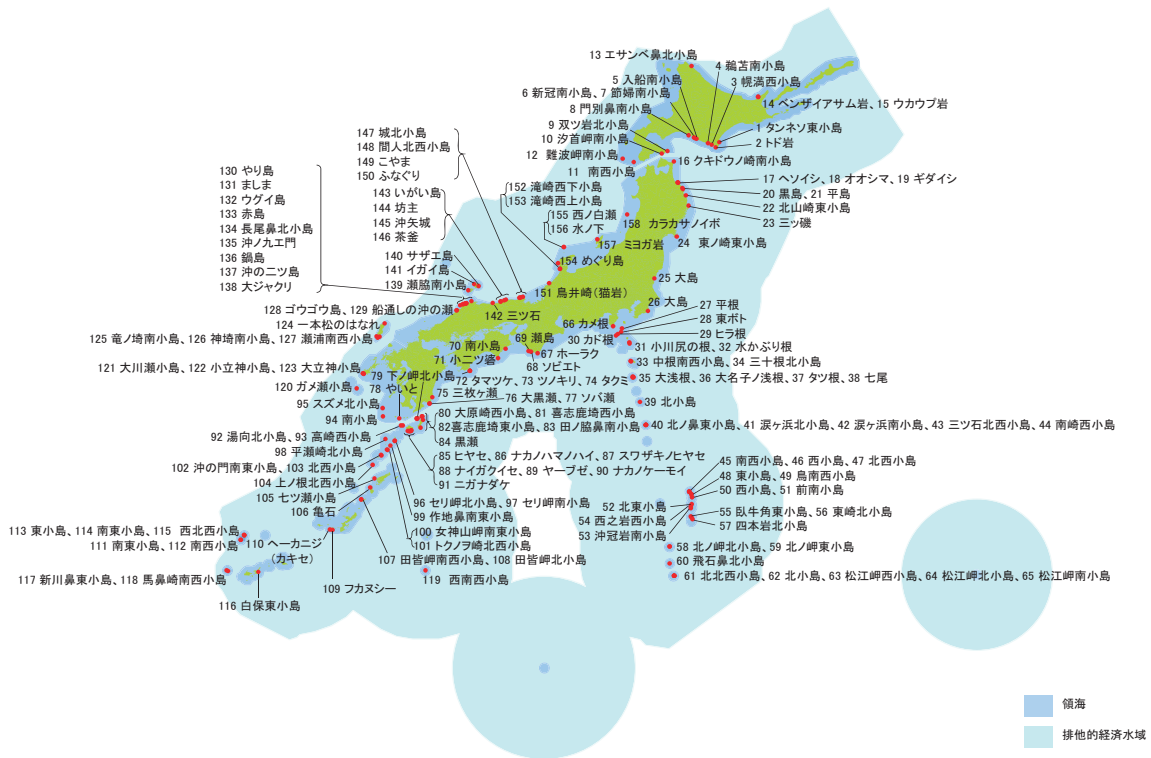 13 エサンベ鼻北小島
4 鵜苫南小島
5 入船南小島
3 幌満西小島
6 新冠南小島、7 節婦南小島
14 ベンザイアサム岩、15 ウカウプ岩
8 門別鼻南小島
9 双ツ岩北小島
1 タンネソ東小島
10 汐首岬南小島
2 トド岩
12 難波岬南小島
16 クキドウノ崎南小島
11 南西小島
147 城北小島
148 間人北西小島
149 こやま
150 ふなぐり
130 やり島
131 ましま
132 ウグイ島
133 赤島
134 長尾鼻北小島
135 沖ノ九エ門
136 鍋島
137 沖の二ツ島
138 大ジャクリ
143 いがい島
144 坊主
145 沖矢城
146 茶釜
152 滝崎西下小島
153 滝崎西上小島
17 ヘソイシ、18 オオシマ、19 ギダイシ
20 黒島、21 平島
22 北山崎東小島
23 三ッ磯
155 西ノ白瀬
156 水ノ下
158 カラカサノイボ
157 ミヨガ岩
24 東ノ崎東小島
140 サザエ島
141 イガイ島
139 瀬脇南小島
154 めぐり島
25 大島
151 鳥井崎（猫岩）
26 大島
27 平根
28 東ボト
29 ヒラ根
128 ゴウゴウ島、129 船通しの沖の瀬
142 三ツ石
66 カメ根
30 カド根
124 一本松のはなれ
125 竜ノ埼南小島、126 神埼南小島、127 瀬浦南西小島
69 瀬島
70 南小島
67 ホーラク
68 ソビエト
31 小川尻の根、32 水かぶり根
71 小二ツ碆
33 中根南西小島、34 三十根北小島
121 大川瀬小島、122 小立神小島、123 大立神小島
79 下ノ岬北小島
72 タマツケ、73 ツノキリ、74 タクミ
35 大浅根、36 大名子ノ浅根、37 タツ根、38 七尾
120 ガメ瀬小島
78 やいと
75 三枚ヶ瀬
76 大黒瀬、77 ソバ瀬
39 北小島
95 スズメ北小島
94 南小島
80 大原崎西小島、81 喜志鹿埼西小島
82喜志鹿埼東小島、83 田ノ脇鼻南小島
84 黒瀬
40 北ノ鼻東小島、41 涙ヶ浜北小島、42 涙ヶ浜南小島、43 三ツ石北西小島、44 南崎西小島
92 湯向北小島、93 高崎西小島
98 平瀬崎北小島
85 ヒヤセ、86 ナカノハマノハイ、87 スワザキノヒヤセ
88 ナイガクイセ、89 ヤーブゼ、90 ナカノケーモイ
91 ニガナダケ
102 沖の門南東小島、103 北西小島
104 上ノ根北西小島
105 七ツ瀬小島
106 亀石
45 南西小島、46 西小島、47 北西小島
48 東小島、49 鳥南西小島
50 西小島、51 前南小島
96 セリ岬北小島、97 セリ岬南小島
99 作地鼻南東小島
100 女神山岬南東小島
101 トクノヲ崎北西小島
52 北東小島
54 西之岩西小島
53 沖冠岩南小島
55 臥牛角東小島、56 東崎北小島
57 四本岩北小島
113 東小島、114 南東小島、115 西北西小島
111 南東小島、112 南西小島
110 ヘーカニジ
（カキセ）
107 田皆岬南西小島、108 田皆岬北小島
58 北ノ岬北小島、59 北ノ岬東小島
60 飛石鼻北小島
117 新川鼻東小島、118 馬鼻崎南西小島
109 フカヌシー
119 西南西小島
61 北北西小島、62 北小島、63 松江岬西小島、64 松江岬北小島、65 松江岬南小島
116 白保東小島
領海
排他的経済水域